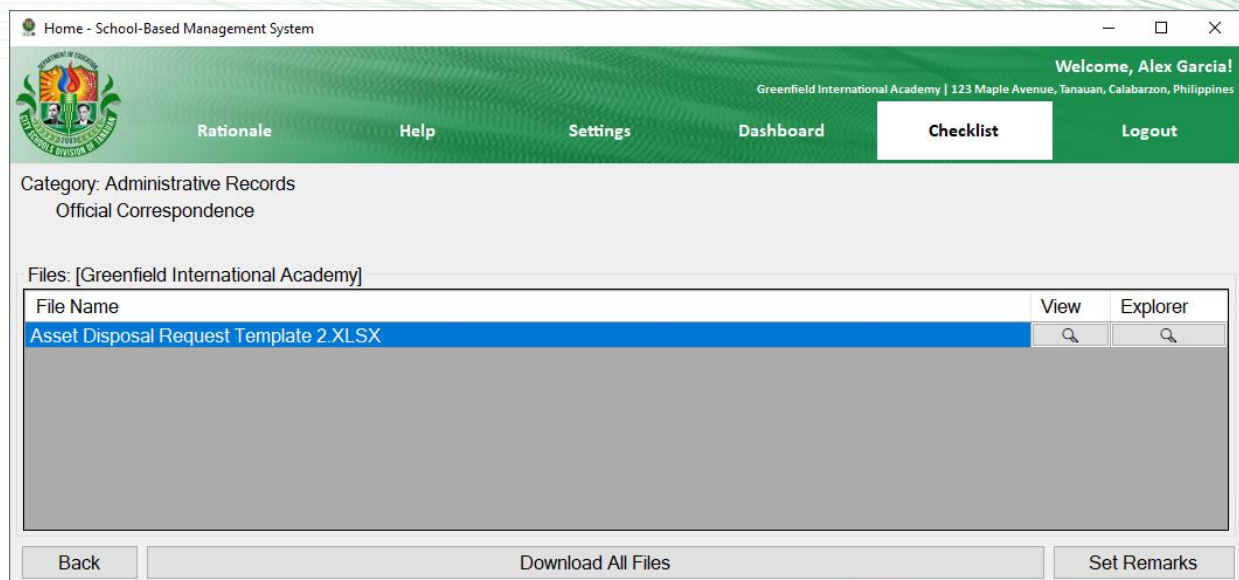 Home - School-Based Management System
Welcome, Alex Garcia!
Greenfield International Academy | 123 Maple Avenue, Tanauan, Calabarzon, Philippines
Rationale Help Settings Dashboard Checklist Logout
Category: Administrative Records
Official Correspondence
Files: [Greenfield International Academy]
File Name View Explorer
Asset Disposal Request Template 2.XLSX
Back Download All Files Set Remarks